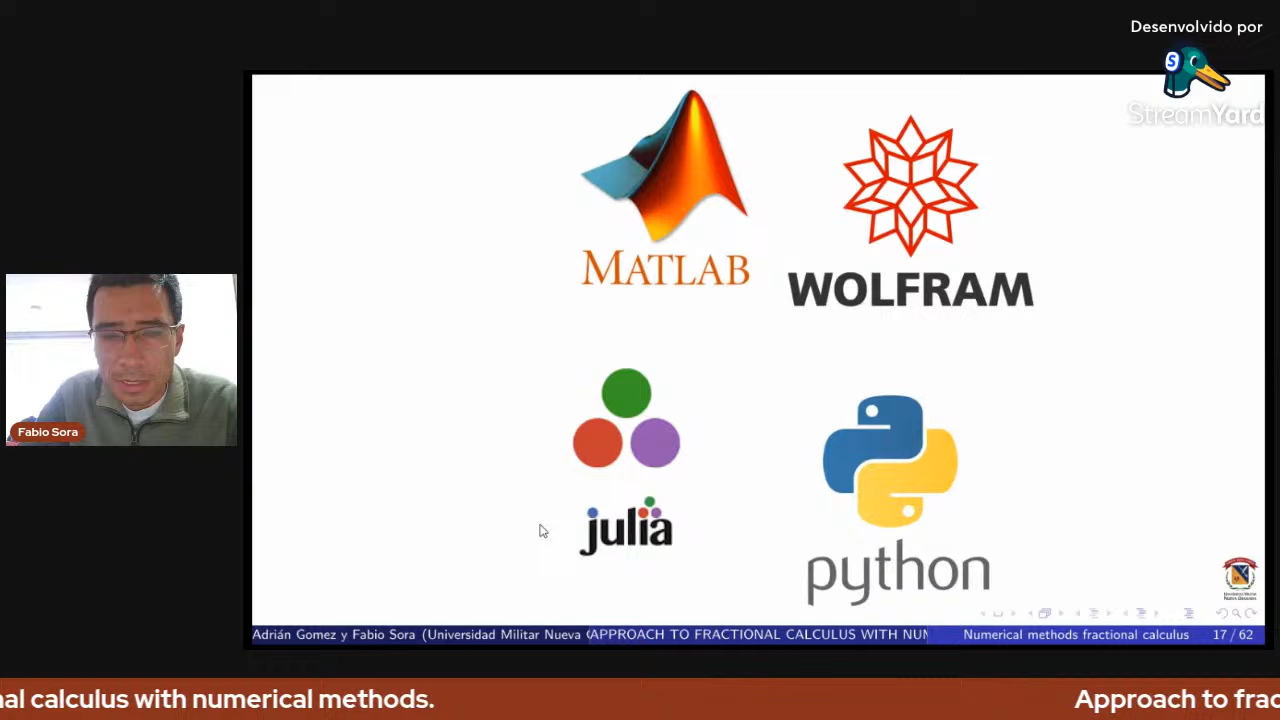 Desenvolvido por
StreamYard
MATLAB
WOLFRAM
julia
python
Fabio Sora
Adrián Gomez y Fabio Sora (Universidad Militar Nueva (
APPROACH TO FRACTIONAL CALCULUS WITH NUM
Numerical methods fractional calculus
17 / 62
nal calculus with numerical methods.
Approach to frac